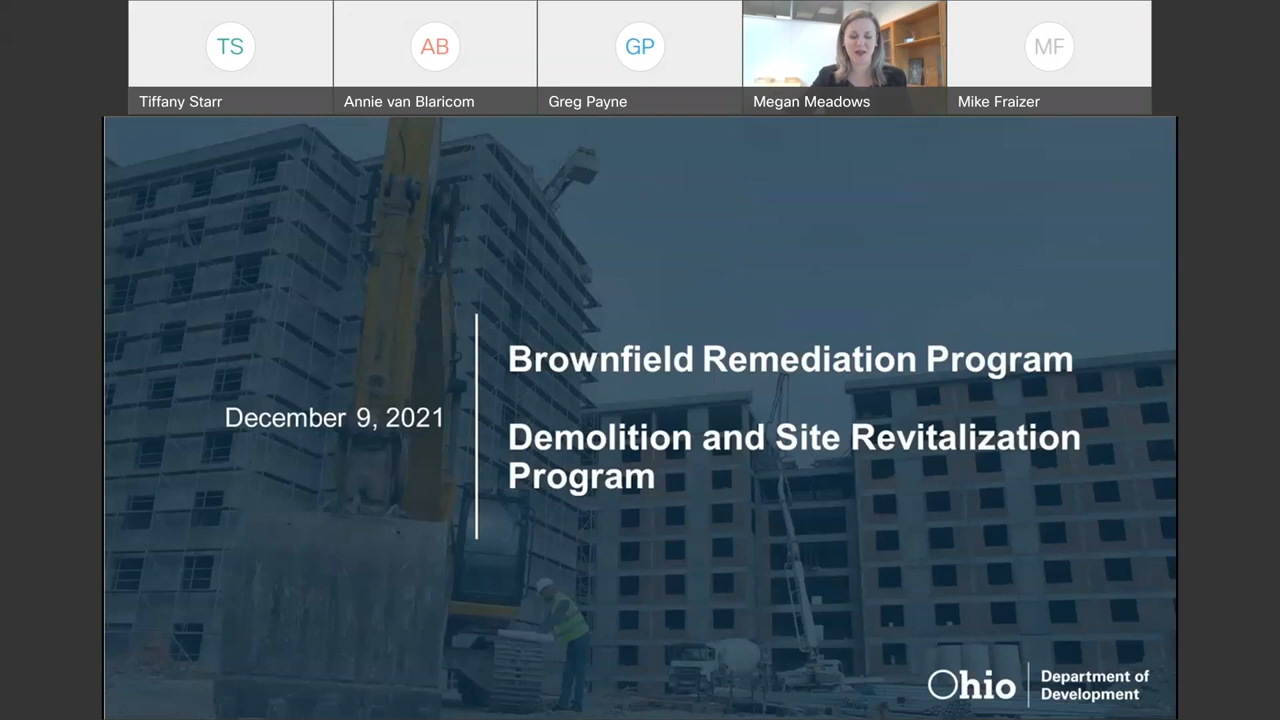 TS
AB
GP
MF
Tiffany Starr
Annie van Blaricom
Greg Payne
Megan Meadows
Mike Fraizer
December 9, 2021
Brownfield Remediation Program
Demolition and Site Revitalization
Program
Ohio
Department of
Development